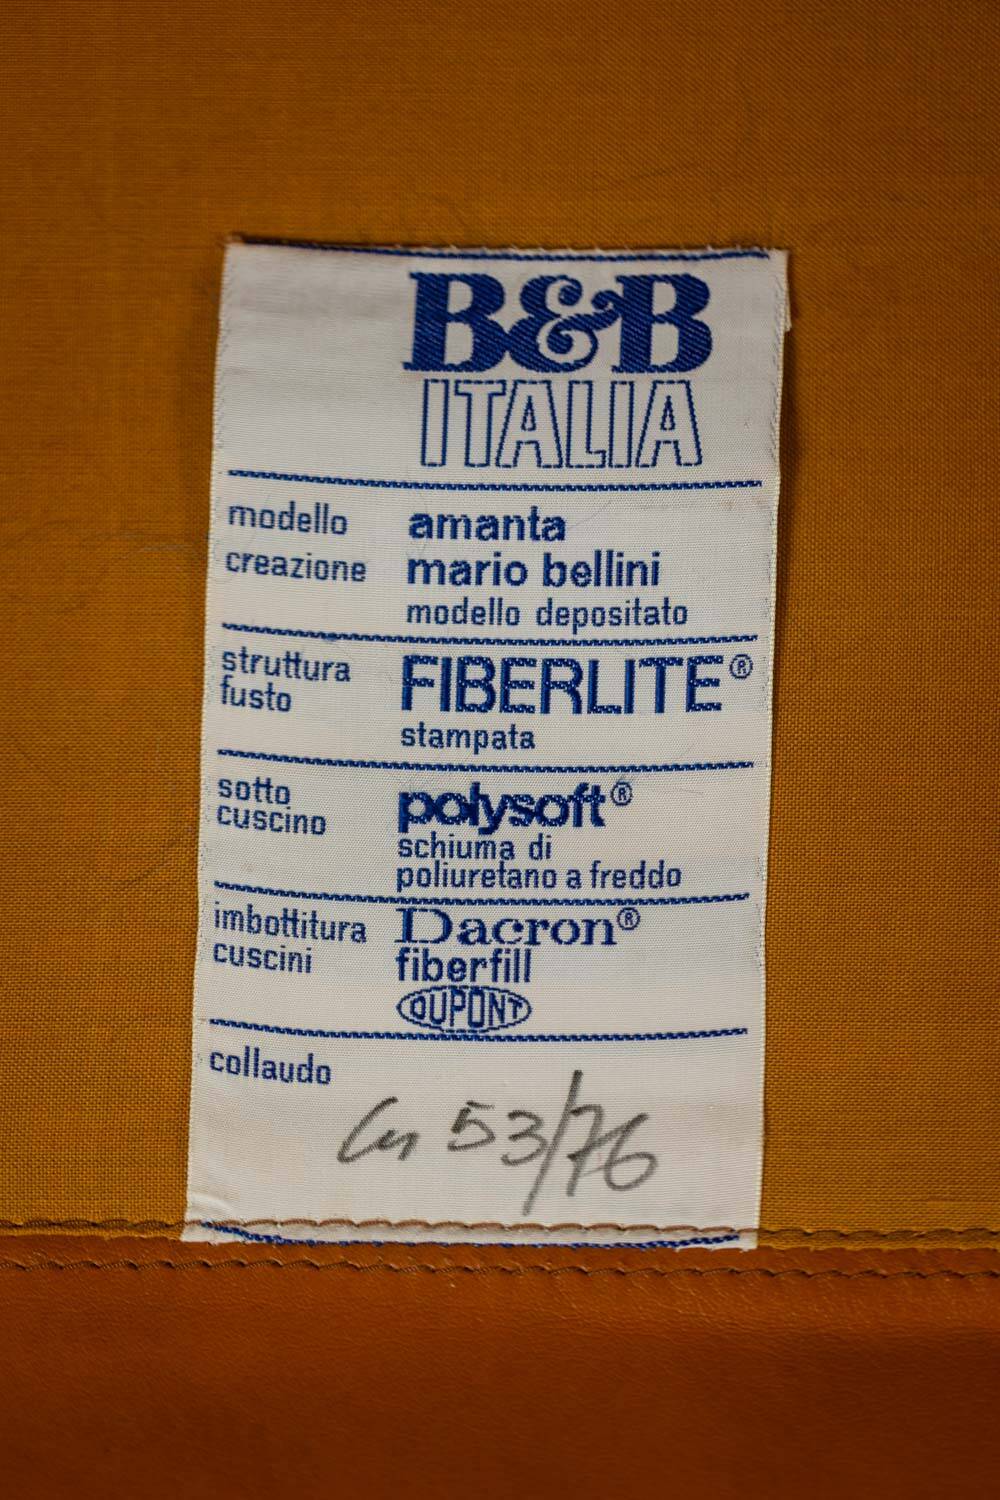 B&B
ITALIA
modello amanta
creazione mario bellini
modello depositato
struttura fusto FIBERLITE®
stampata
sotto cuscino polysoft®
schiuma di
poliuretano a freddo
imbottitura cuscini Dacron®
fiberfill
DUPONT
collaudo
53/76